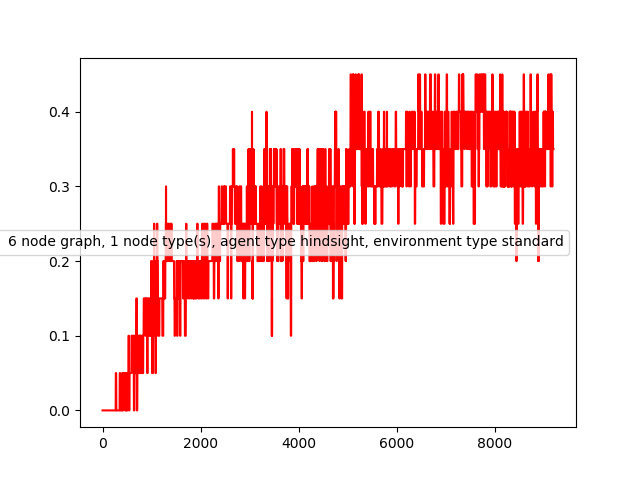 0.4
0.3
6 node graph, 1 node type(s), agent type hindsight, environment type standard
0.2
0.1
0.0
0 2000 4000 6000 8000